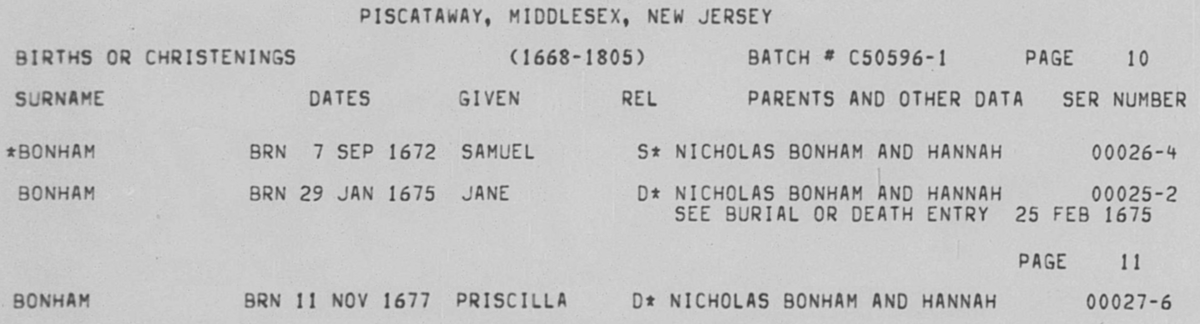 PISCATAWAY, MIDDLESEX, NEW JERSEY
BIRTHS OR CHRISTENINGS (1668-1805) BATCH # C50596-1 PAGE 10
SURNAME DATES GIVEN REL PARENTS AND OTHER DATA SER NUMBER
*BONHAM BRN 7 SEP 1672 SAMUEL S* NICHOLAS BONHAM AND HANNAH 00026-4
BONHAM BRN 29 JAN 1675 JANE D* NICHOLAS BONHAM AND HANNAH 00025-2
SEE BURIAL OR DEATH ENTRY 25 FEB 1675
PAGE 11
BONHAM BRN 11 NOV 1677 PRISCILLA D* NICHOLAS BONHAM AND HANNAH 00027-6